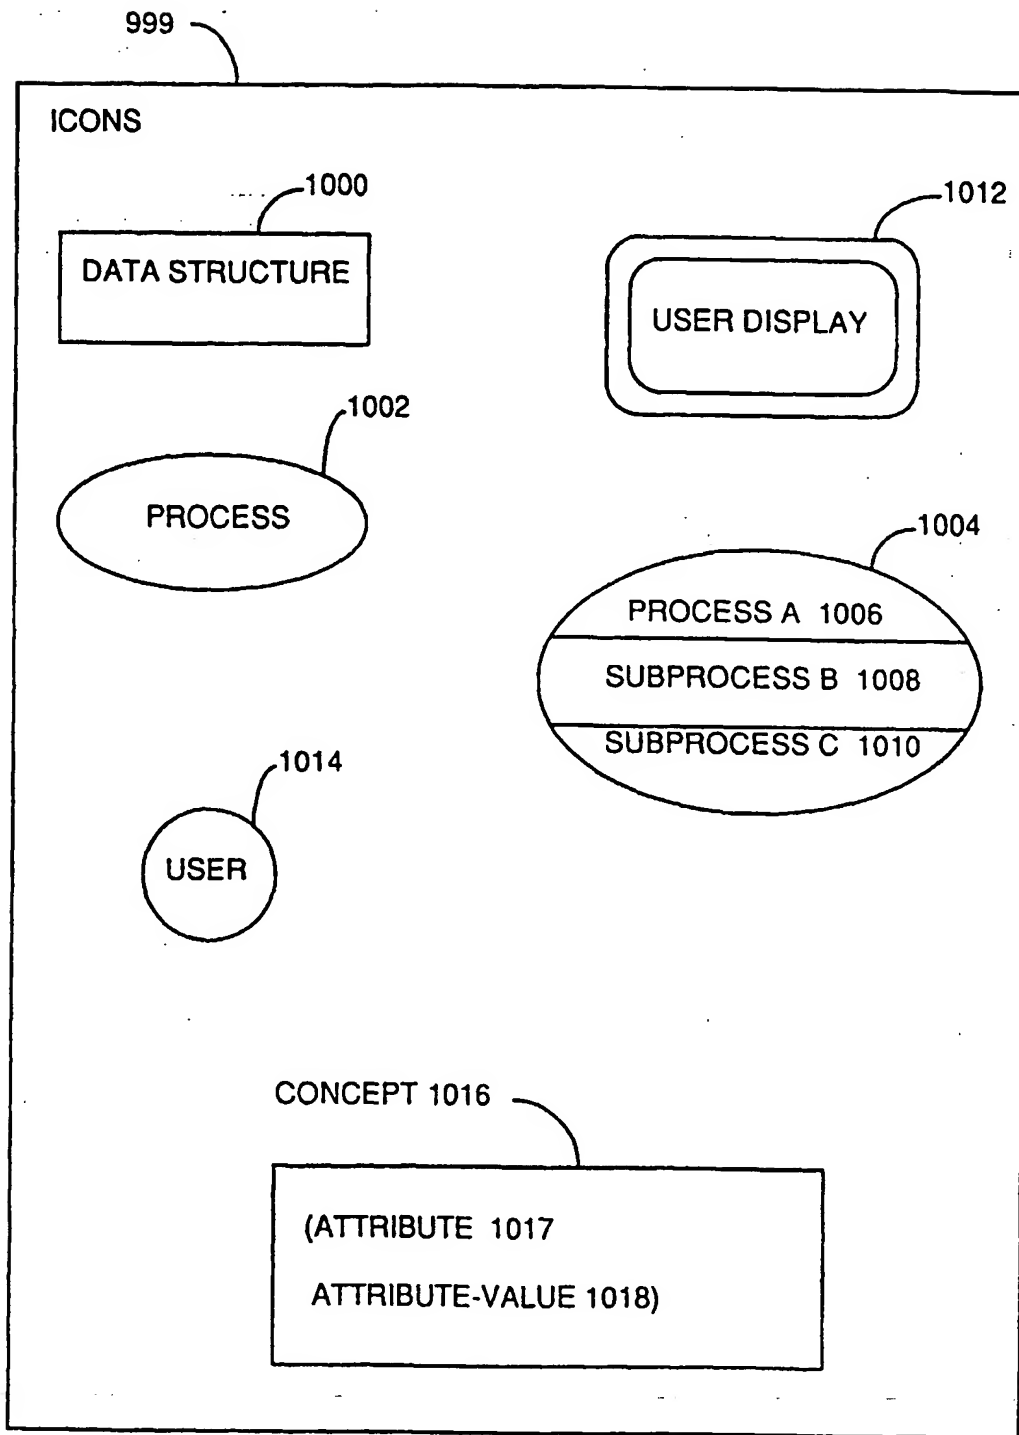 999
ICONS
1000
DATA STRUCTURE
1012
USER DISPLAY
1002
PROCESS
1004
PROCESS A 1006
SUBPROCESS B 1008
SUBPROCESS C 1010
1014
USER
CONCEPT 1016
(ATTRIBUTE 1017
ATTRIBUTE-VALUE 1018)